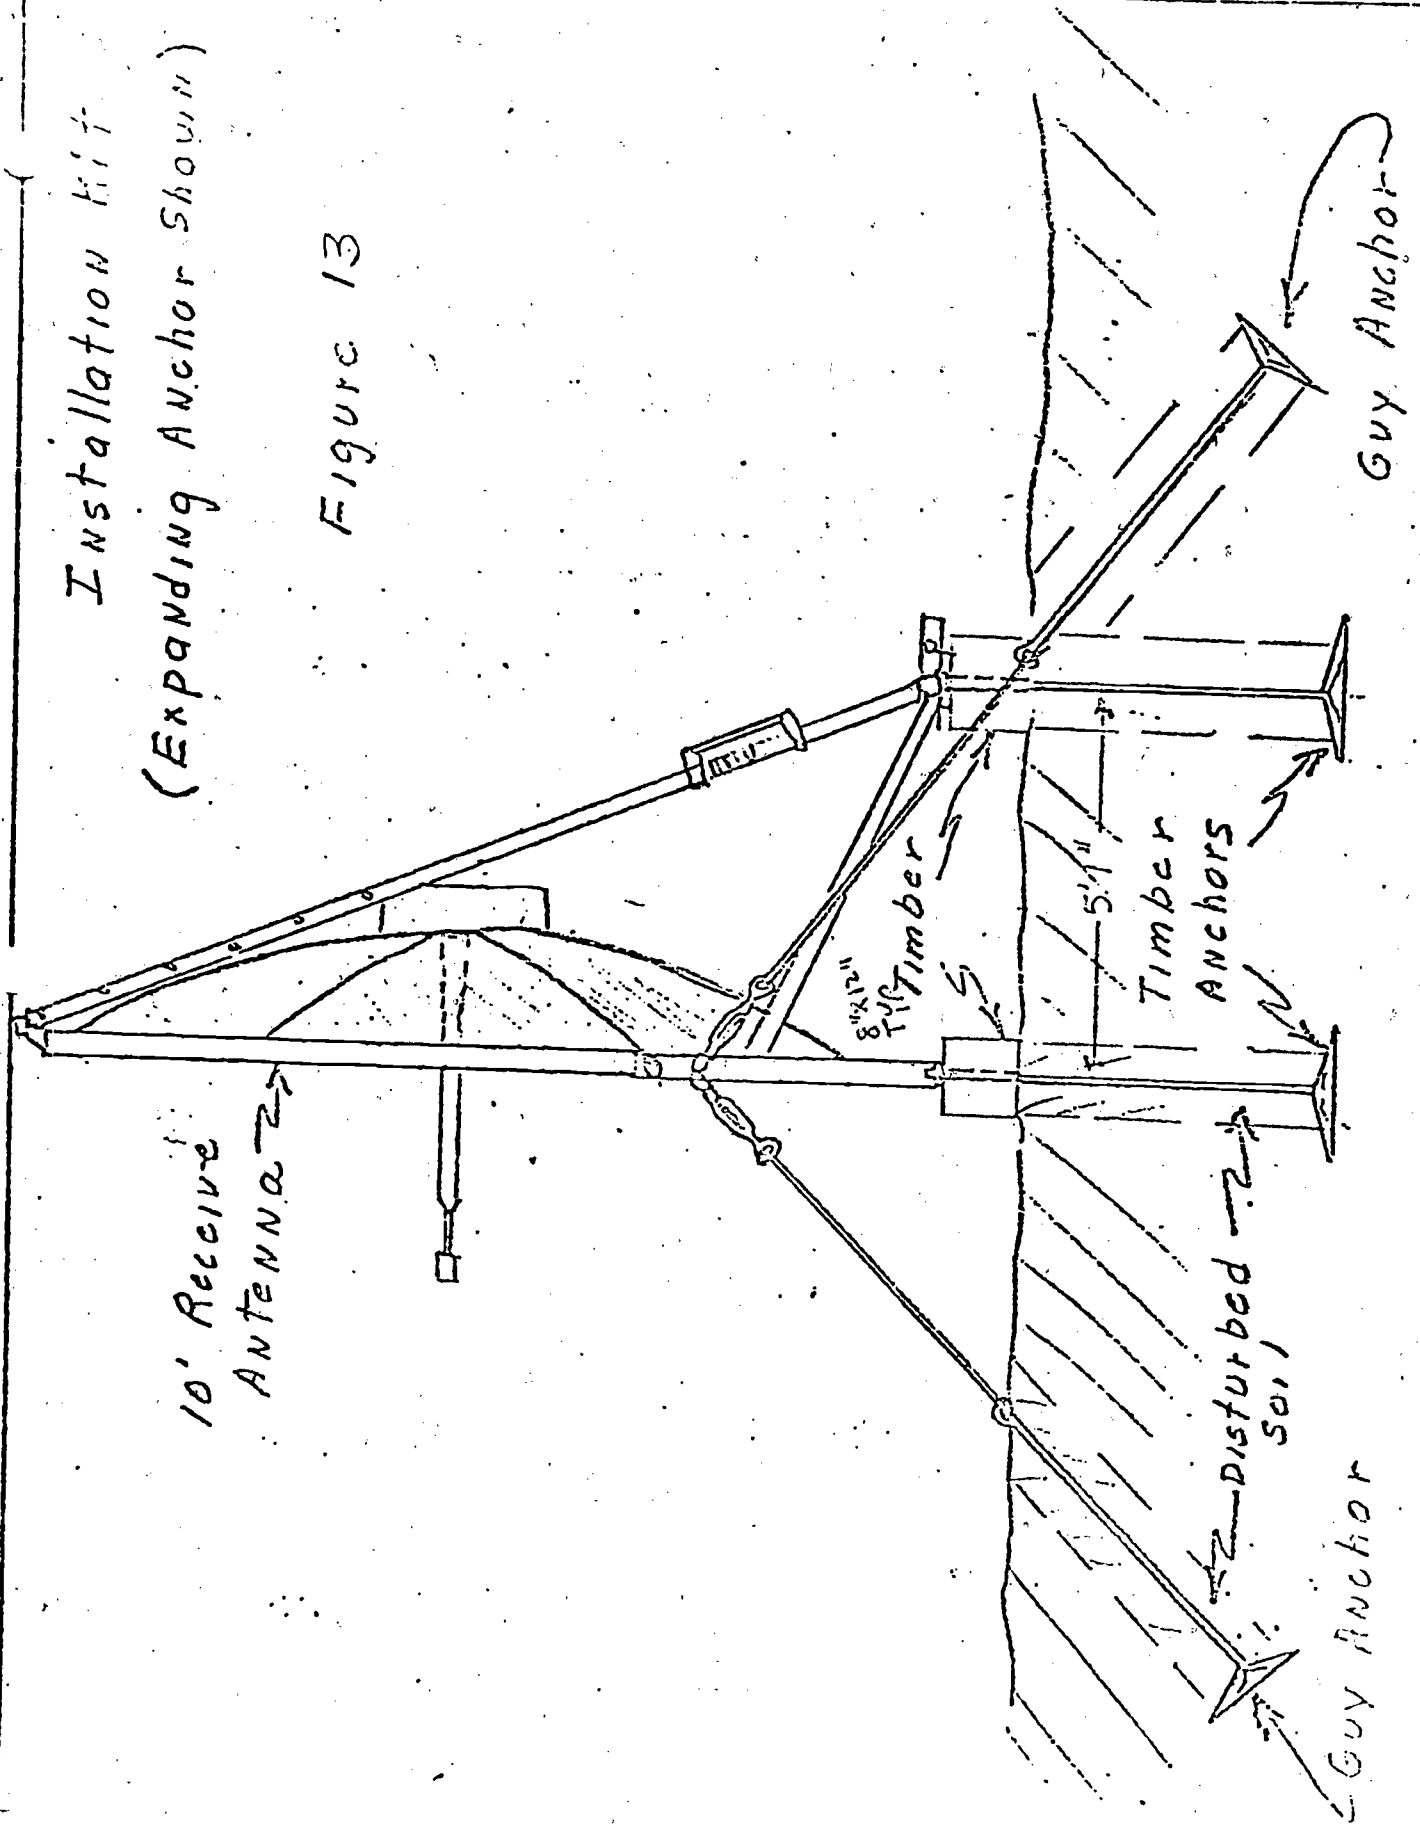 Installation Kit
(Expanding Anchor Shown)
Figure 13
10' Receive
Antenna
8"x12"
Timber
5'1"
Timber
Anchors
Disturbed
Soil
Guy Anchor
Guy Anchor